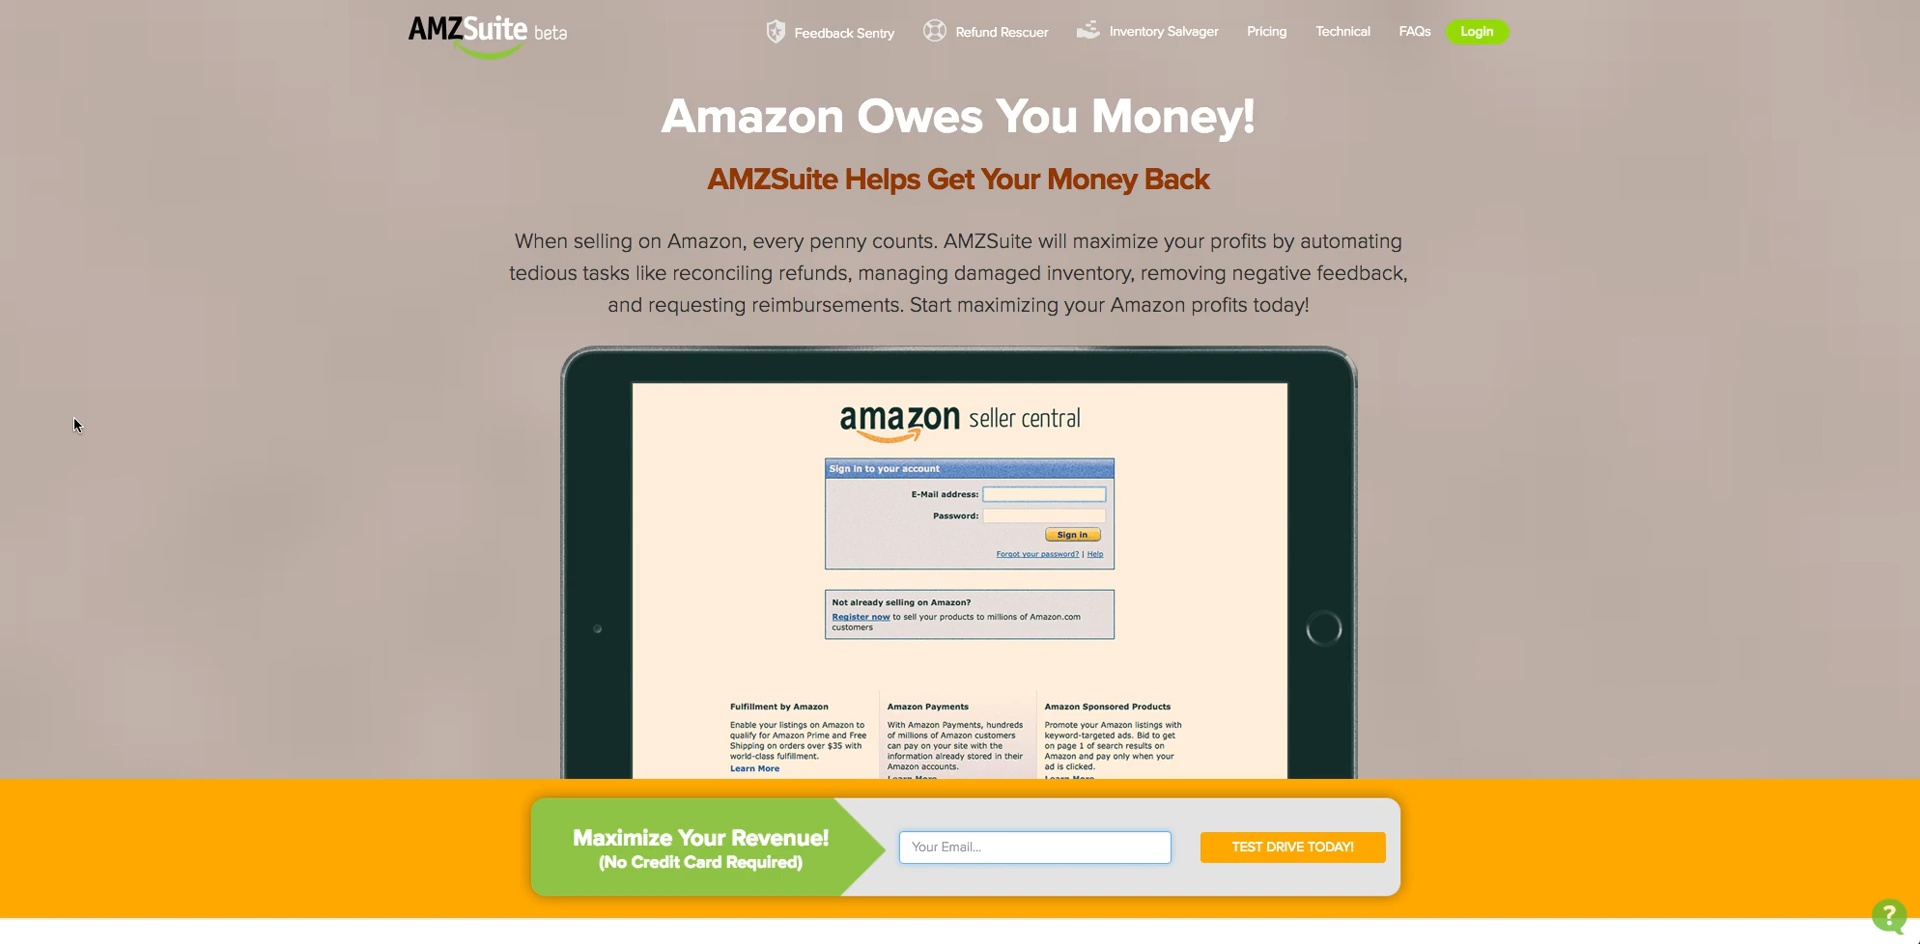 AMZSuite beta
Feedback Sentry
Refund Rescuer
Inventory Salvager
Pricing
Technical
FAQs
Login
Amazon Owes You Money!
AMZSuite Helps Get Your Money Back
When selling on Amazon, every penny counts. AMZSuite will maximize your profits by automating
tedious tasks like reconciling refunds, managing damaged inventory, removing negative feedback,
and requesting reimbursements. Start maximizing your Amazon profits today!
amazon seller central
Sign in to your account
E-Mail address:
Password:
Sign in
Forgot your password? | Help
Not already selling on Amazon?
Register now to sell your products to millions of Amazon.com
customers
Fulfillment by Amazon
Enable your listings on Amazon to
qualify for Amazon Prime and Free
Shipping on orders over $35 with
world-class fulfillment.
Learn More
Amazon Payments
With Amazon Payments, hundreds
of millions of Amazon customers
can pay on your site with the
information already stored in their
Amazon accounts.
Learn More
Amazon Sponsored Products
Promote your Amazon listings with
keyword-targeted ads. Bid to get
on page 1 of search results on
Amazon and pay only when your
ad is clicked.
Learn More
Maximize Your Revenue!
(No Credit Card Required)
Your Email...
TEST DRIVE TODAY!
?